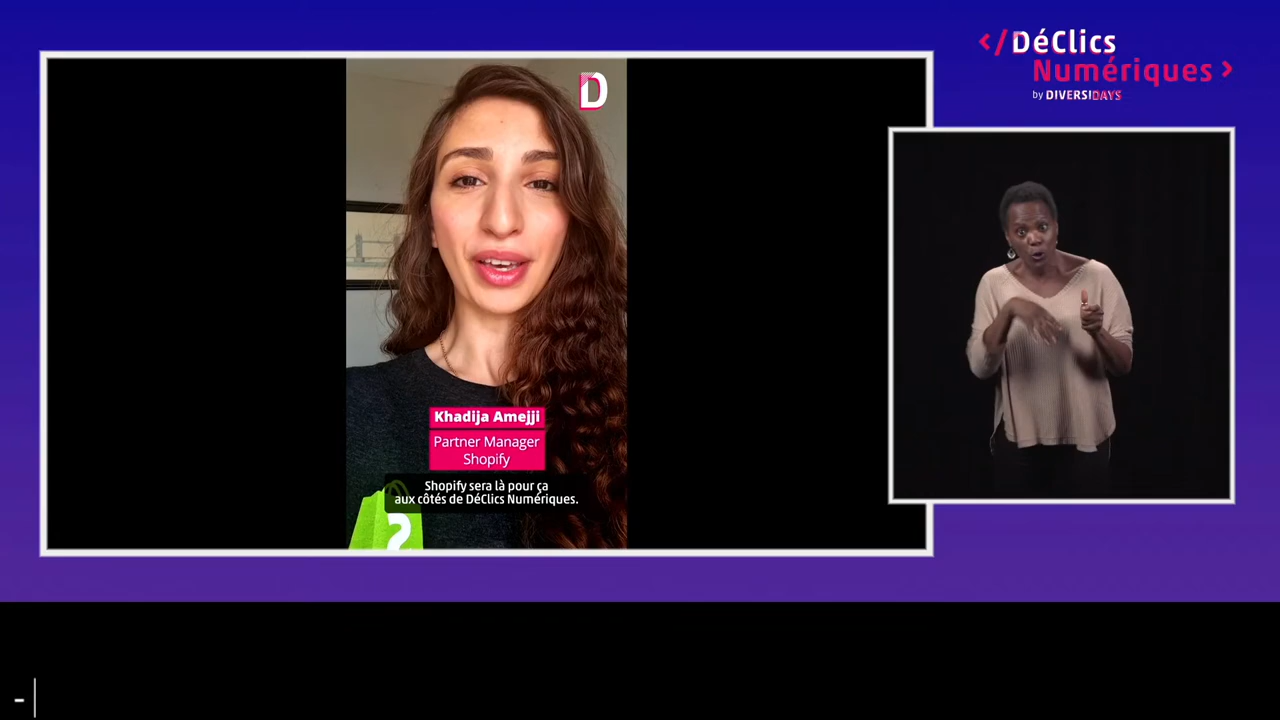 </DéClics
Numériques>
by DIVERSIDAYS
D
Khadija Amejji
Partner Manager
Shopify
Shopify sera là pour ça
aux côtés de DéClics Numériques.
-